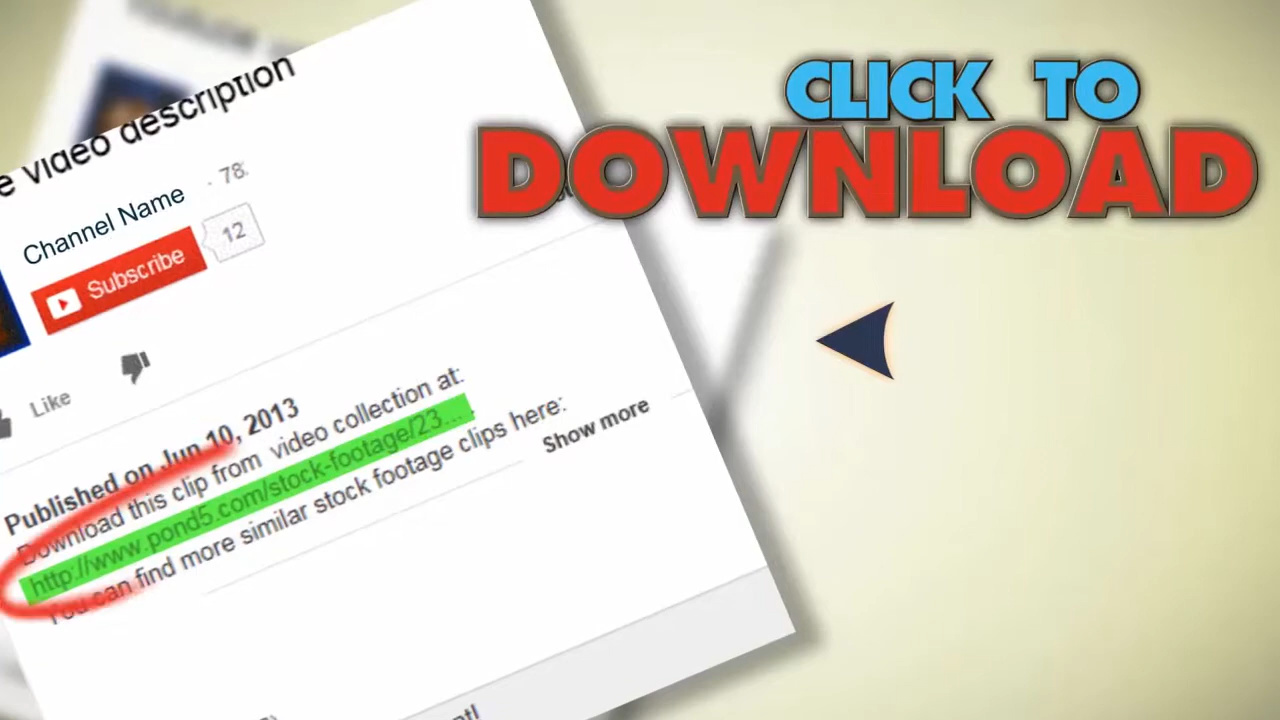 CLICK TO
DOWNLOAD
e video description
Channel Name
78
Subscribe
12
Like
Published on Jun 10, 2013
Download this clip from video collection at:
http://www.pond5.com/stock-footage/23...
You can find more similar stock footage clips here:
Show more